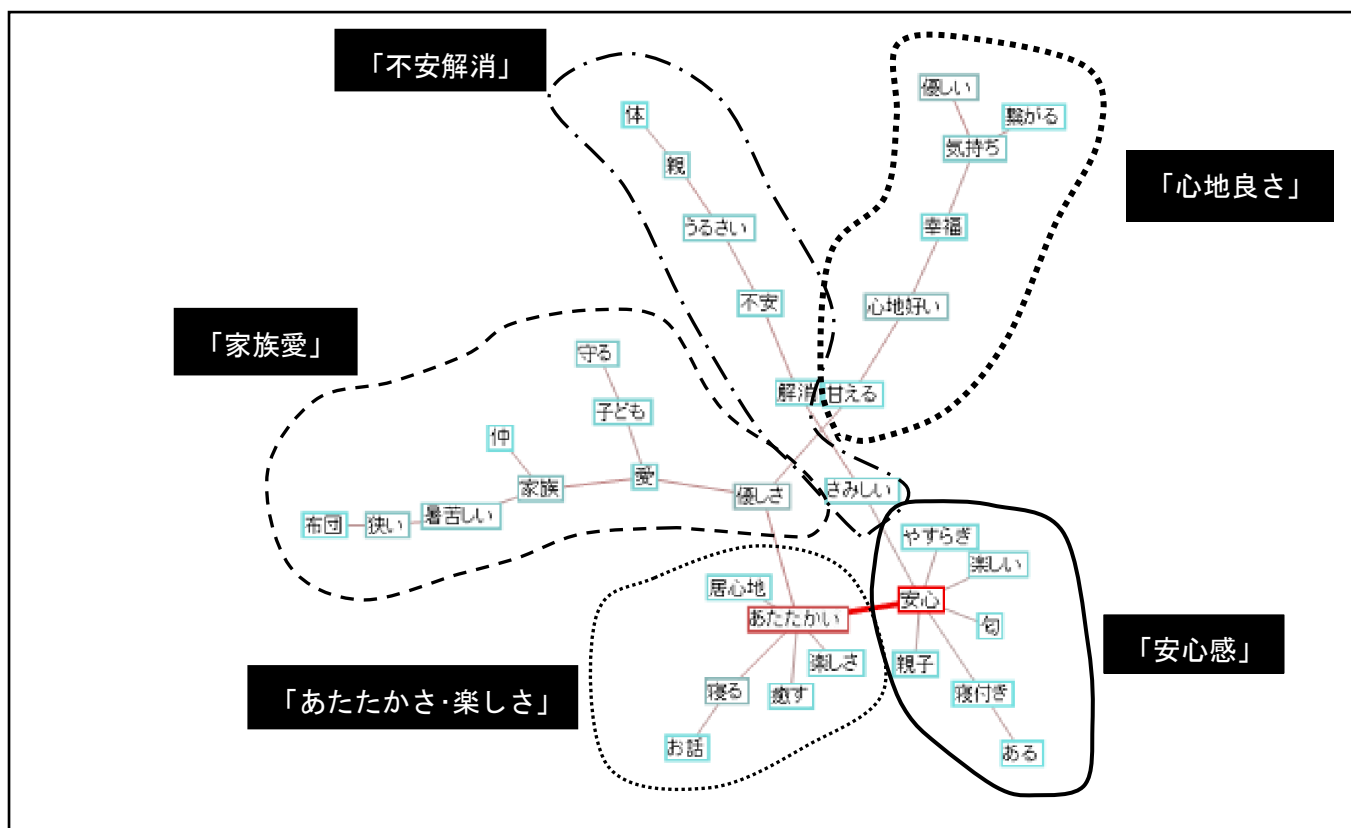 「不安解消」
優しい
繋がる
体
気持ち
親
「心地良さ」
うるさい
幸福
不安
心地好い
「家族愛」
守る
解消
甘える
子ども
仲
愛
家族
優しさ
さみしい
暑苦しい
狭い
布団
やすらぎ
楽しい
居心地
安心
あたたかい
匂
「安心感」
親子
楽しさ
寝る
癒す
寝付き
「あたたかさ・楽しさ」
お話
ある